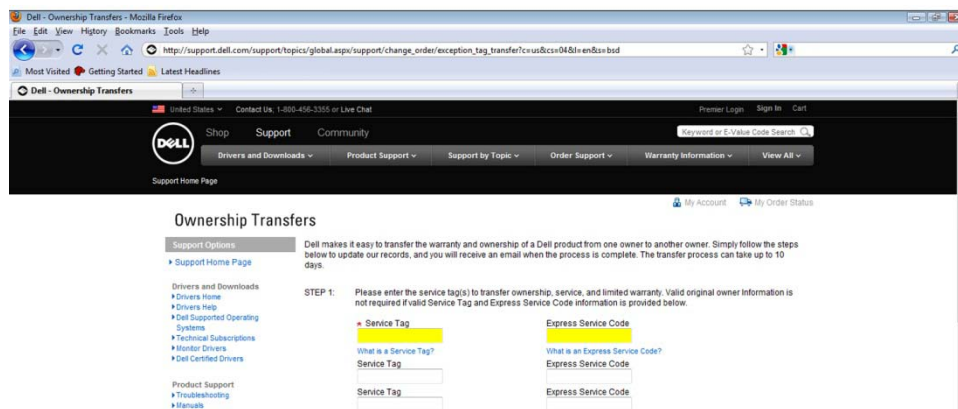 Dell - Ownership Transfers - Mozilla Firefox
File Edit View History Bookmarks Tools Help
http://support.dell.com/support/topics/global.aspx/support/change_order/exception_tag_transfer?c=us&cs=04&l=en&s=bsd
Most Visited Getting Started Latest Headlines
Dell - Ownership Transfers
United States Contact Us, 1-800-456-3355 or Live Chat Premier Login Sign In Cart
DELL Shop Support Community Keyword or E-Value Code Search
Drivers and Downloads Product Support Support by Topic Order Support Warranty Information View All
Support Home Page
My Account My Order Status
Ownership Transfers
Support Options
Support Home Page
Drivers and Downloads
Drivers Home
Drivers Help
Dell Supported Operating
Systems
Technical Subscriptions
Monitor Drivers
Dell Certified Drivers
Product Support
Troubleshooting
Manuals
Dell makes it easy to transfer the warranty and ownership of a Dell product from one owner to another owner. Simply follow the steps
below to update our records, and you will receive an email when the process is complete. The transfer process can take up to 10
days.
STEP 1: Please enter the service tag(s) to transfer ownership, service, and limited warranty. Valid original owner Information is
not required if valid Service Tag and Express Service Code information is provided below.
* Service Tag Express Service Code
What is a Service Tag? What is an Express Service Code?
Service Tag Express Service Code
Service Tag Express Service Code